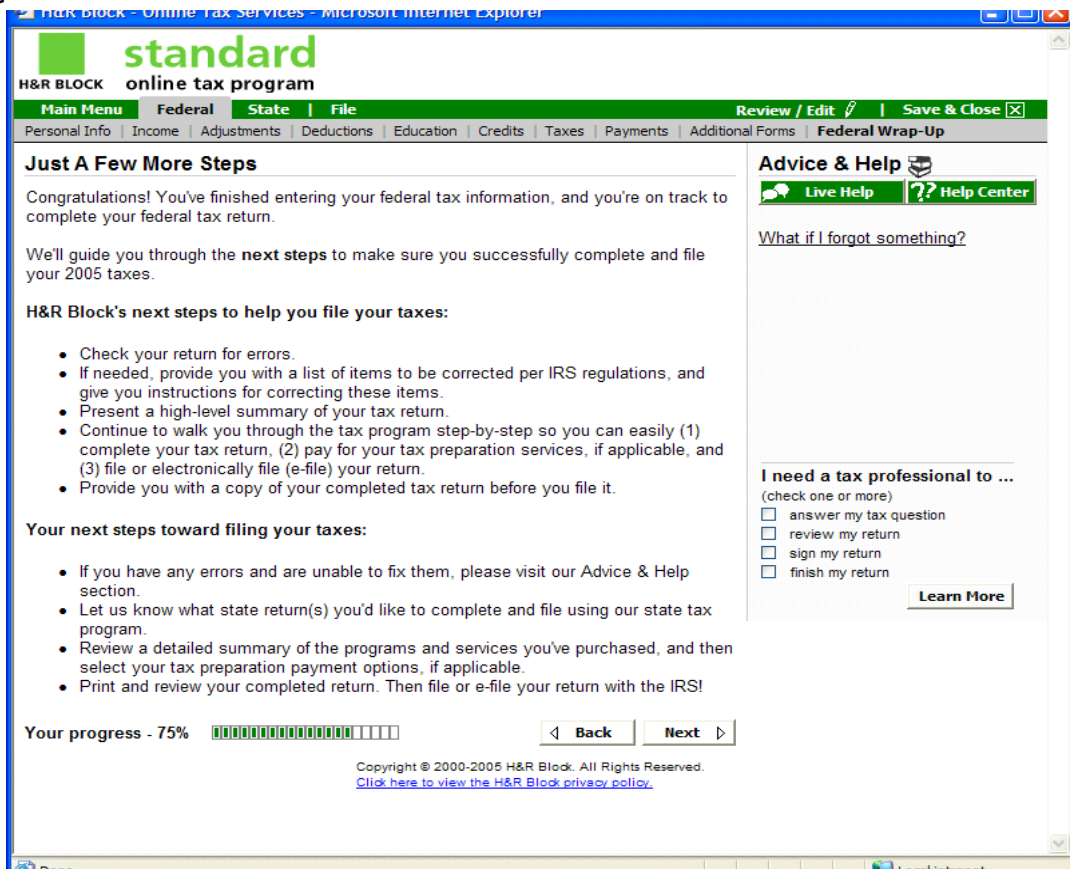 H&R Block - Online Tax Services - Microsoft Internet Explorer
standard
H&R BLOCK online tax program
Main Menu Federal State | File Review / Edit | Save & Close
Personal Info | Income | Adjustments | Deductions | Education | Credits | Taxes | Payments | Additional Forms | Federal Wrap-Up
Just A Few More Steps
Congratulations! You've finished entering your federal tax information, and you're on track to
complete your federal tax return.
We'll guide you through the next steps to make sure you successfully complete and file
your 2005 taxes.
H&R Block's next steps to help you file your taxes:
• Check your return for errors.
• If needed, provide you with a list of items to be corrected per IRS regulations, and
give you instructions for correcting these items.
• Present a high-level summary of your tax return.
• Continue to walk you through the tax program step-by-step so you can easily (1)
complete your tax return, (2) pay for your tax preparation services, if applicable, and
(3) file or electronically file (e-file) your return.
• Provide you with a copy of your completed tax return before you file it.
Your next steps toward filing your taxes:
• If you have any errors and are unable to fix them, please visit our Advice & Help
section.
• Let us know what state return(s) you'd like to complete and file using our state tax
program.
• Review a detailed summary of the programs and services you've purchased, and then
select your tax preparation payment options, if applicable.
• Print and review your completed return. Then file or e-file your return with the IRS!
Your progress - 75% Back Next
Copyright © 2000-2005 H&R Block. All Rights Reserved.
Click here to view the H&R Block privacy policy.
Advice & Help
Live Help ?? Help Center
What if I forgot something?
I need a tax professional to ...
(check one or more)
answer my tax question
review my return
sign my return
finish my return
Learn More
Done Local intranet